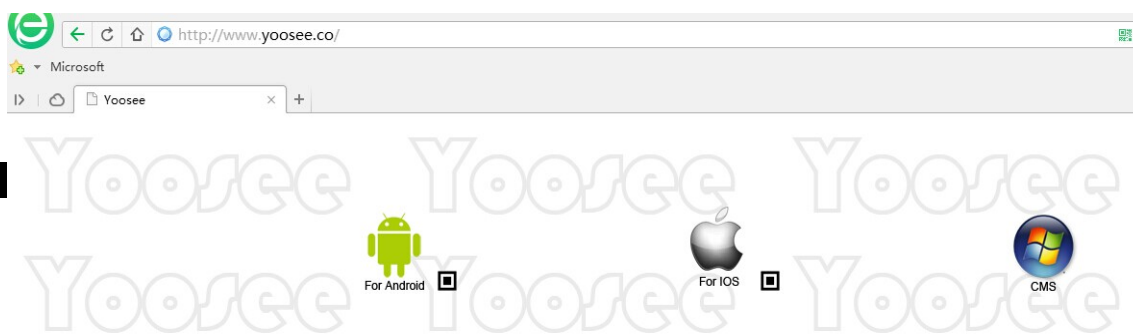 http://www.yoosee.co/
Microsoft
Yoosee
Yoosee Yoosee Yoosee
For Android
For IOS
CMS
Yoosee Yoosee Yoosee